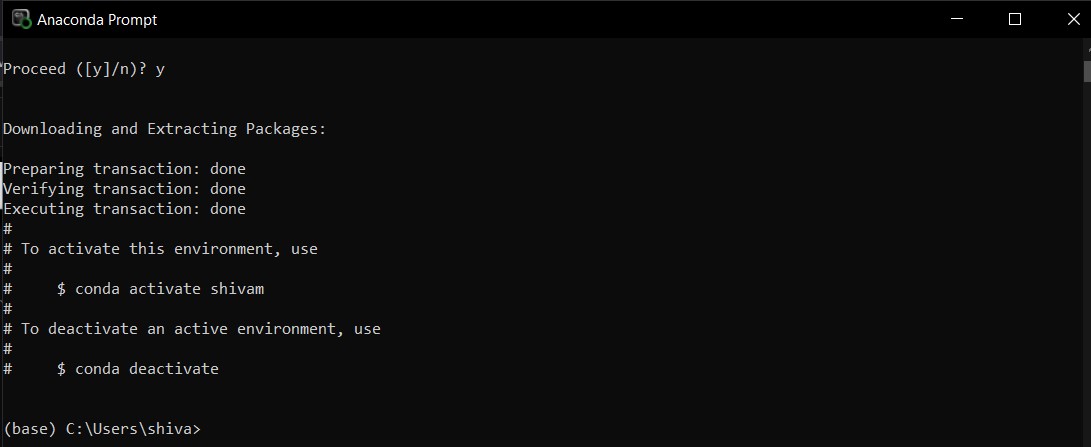 Anaconda Prompt
Proceed ([y]/n)? y
Downloading and Extracting Packages:
Preparing transaction: done
Verifying transaction: done
Executing transaction: done
#
# To activate this environment, use
#
#     $ conda activate shivam
#
# To deactivate an active environment, use
#
#     $ conda deactivate
(base) C:\Users\shiva>